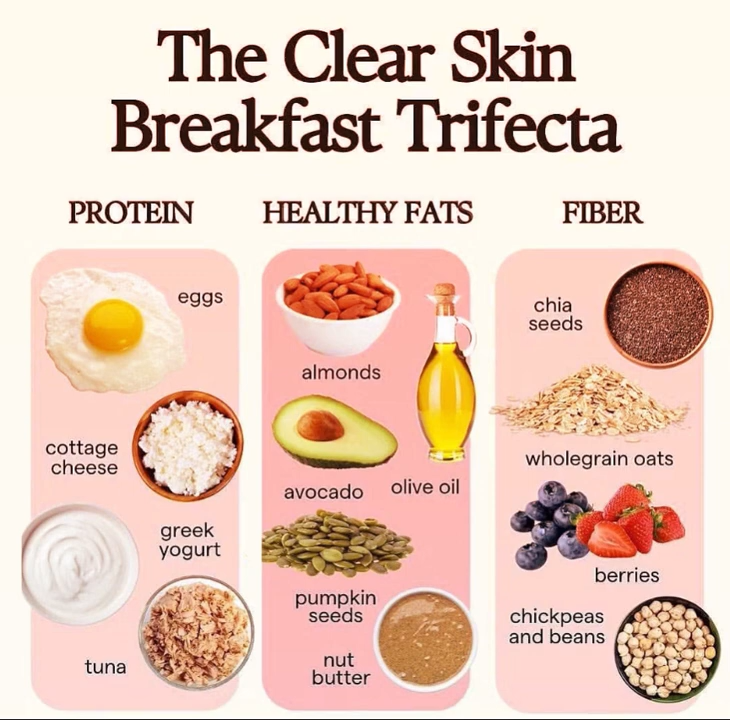 The Clear Skin
Breakfast Trifecta
PROTEIN
eggs
cottage
cheese
greek
yogurt
tuna
HEALTHY FATS
almonds
avocado
olive oil
pumpkin
seeds
nut
butter
FIBER
chia
seeds
wholegrain oats
berries
chickpeas
and beans